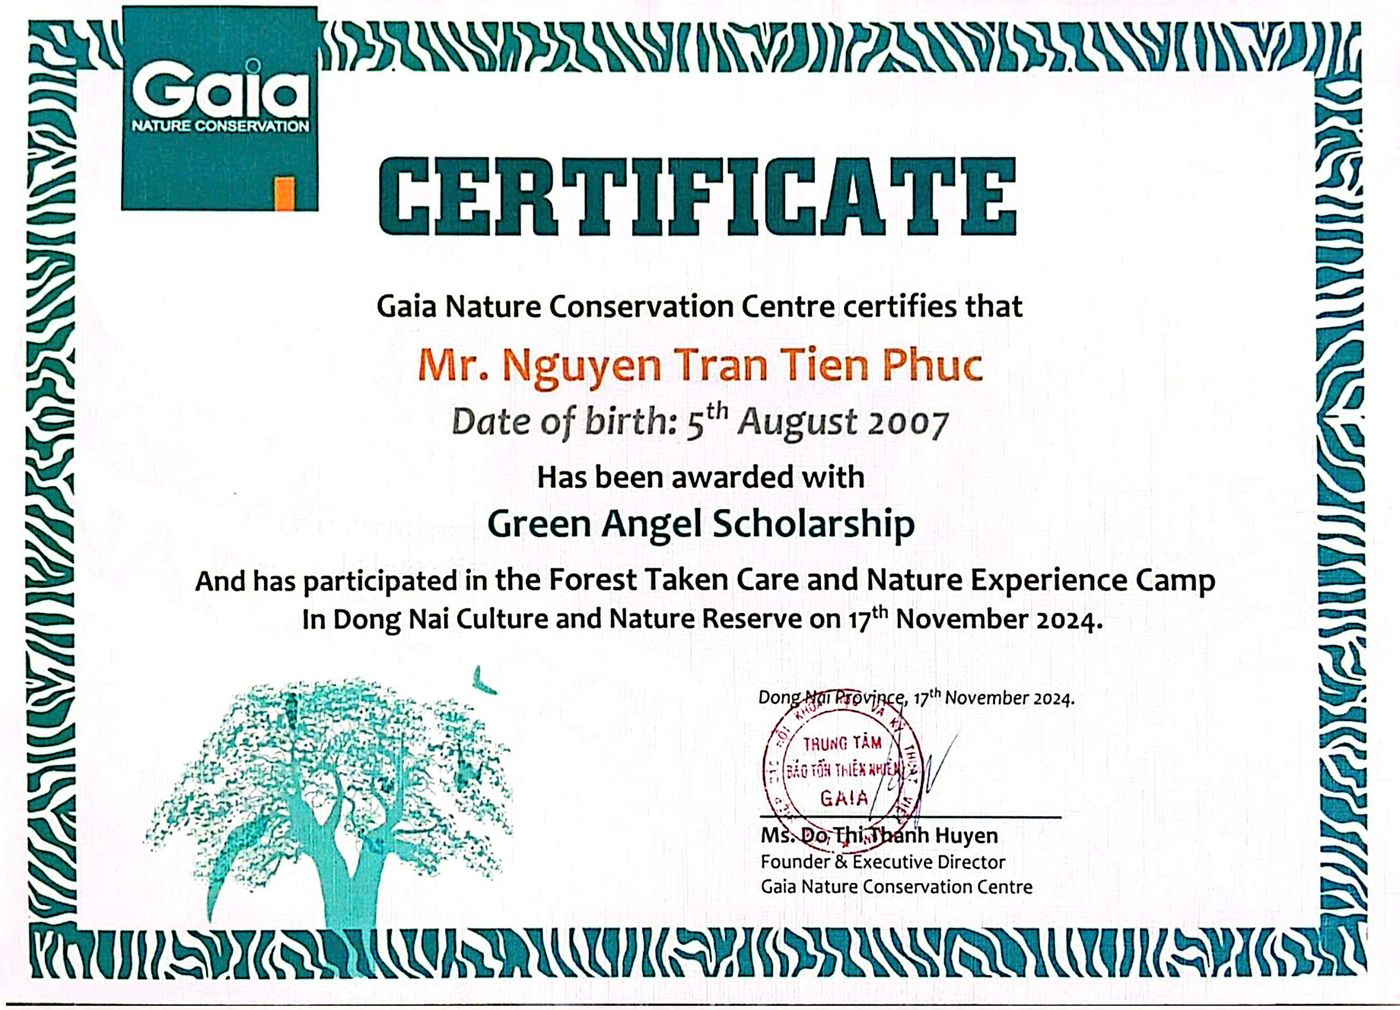 Gaia
NATURE CONSERVATION
CERTIFICATE
Gaia Nature Conservation Centre certifies that
Mr. Nguyen Tran Tien Phuc
Date of birth: 5th August 2007
Has been awarded with
Green Angel Scholarship
And has participated in the Forest Taken Care and Nature Experience Camp
In Dong Nai Culture and Nature Reserve on 17th November 2024.
Dong Nai Province, 17th November 2024.
TRUNG TÂM
BẢO TỒN THIÊN NHIÊN
GAIA
Ms. Do Thi Thanh Huyen
Founder & Executive Director
Gaia Nature Conservation Centre